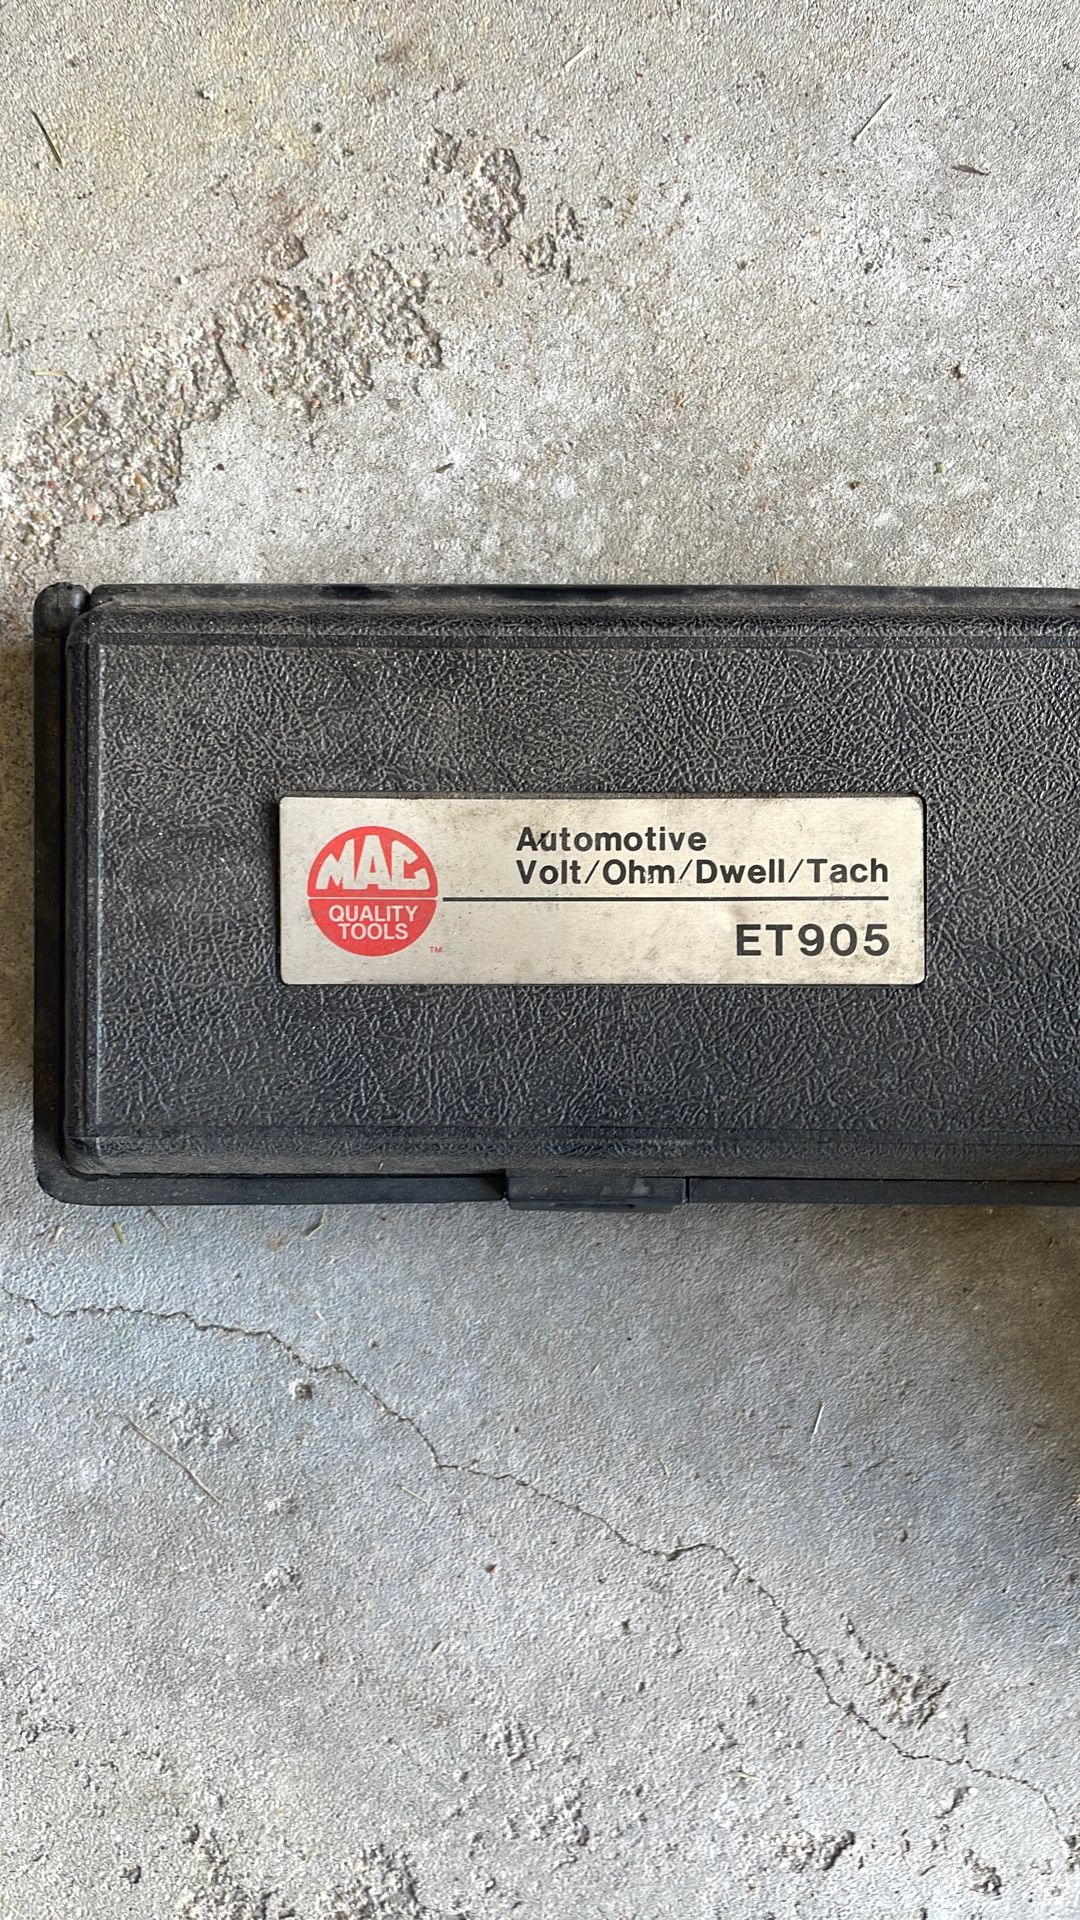 MAC
QUALITY
TOOLS
TM
Automotive
Volt/Ohm/Dwell/Tach
ET905